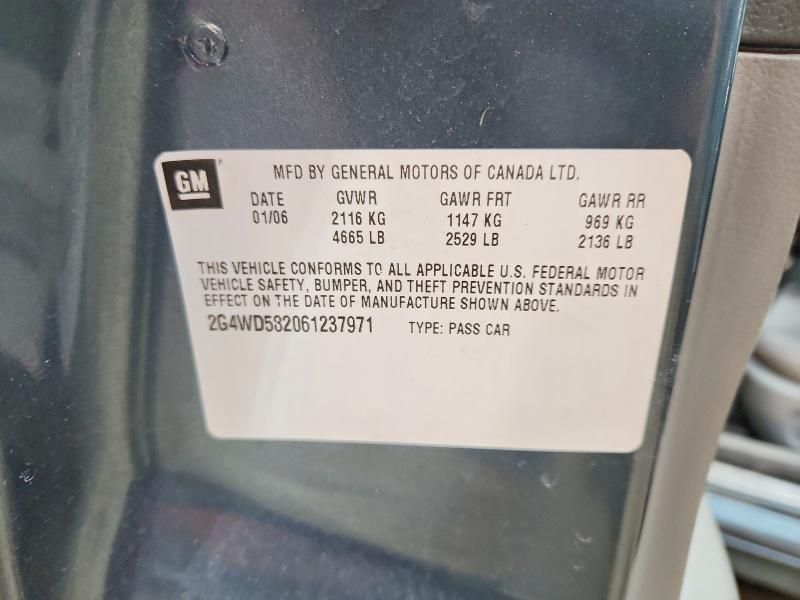 GM
MFD BY GENERAL MOTORS OF CANADA LTD.
DATE GVWR GAWR FRT GAWR RR
01/06 2116 KG 1147 KG 969 KG
4665 LB 2529 LB 2136 LB
THIS VEHICLE CONFORMS TO ALL APPLICABLE U.S. FEDERAL MOTOR
VEHICLE SAFETY, BUMPER, AND THEFT PREVENTION STANDARDS IN
EFFECT ON THE DATE OF MANUFACTURE SHOWN ABOVE.
2G4WD582061237971 TYPE: PASS CAR